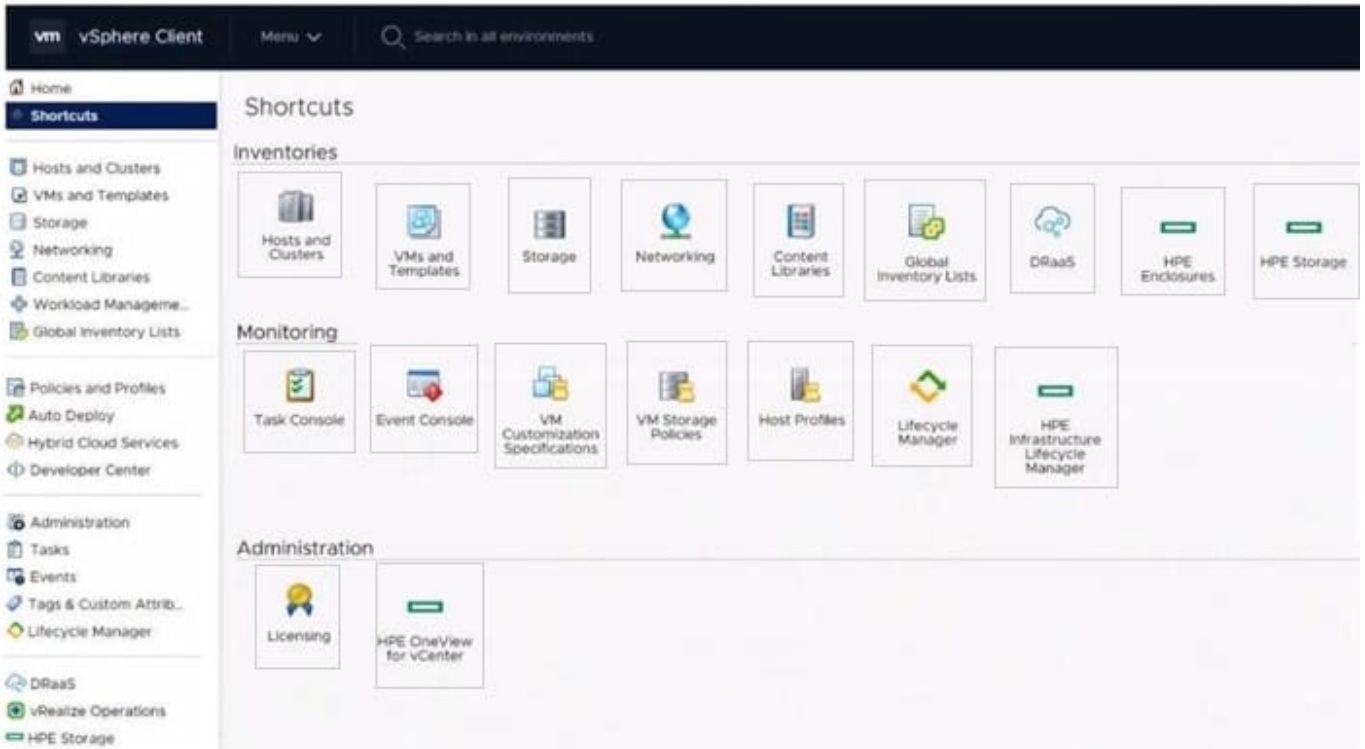 vm vSphere Client Menu Search in all environments
Home
Shortcuts
Hosts and Clusters
VMs and Templates
Storage
Networking
Content Libraries
Workload Manageme...
Global Inventory Lists
Policies and Profiles
Auto Deploy
Hybrid Cloud Services
Developer Center
Administration
Tasks
Events
Tags & Custom Attrib...
Lifecycle Manager
DRaaS
vRealize Operations
HPE Storage
Shortcuts
Inventories
Hosts and
Clusters
VMs and
Templates
Storage
Networking
Content
Libraries
Global
Inventory Lists
DRaaS
HPE
Enclosures
HPE Storage
Monitoring
Task Console
Event Console
VM
Customization
Specifications
VM Storage
Policies
Host Profiles
Lifecycle
Manager
HPE
Infrastructure
Lifecycle
Manager
Administration
Licensing
HPE OneView
for vCenter